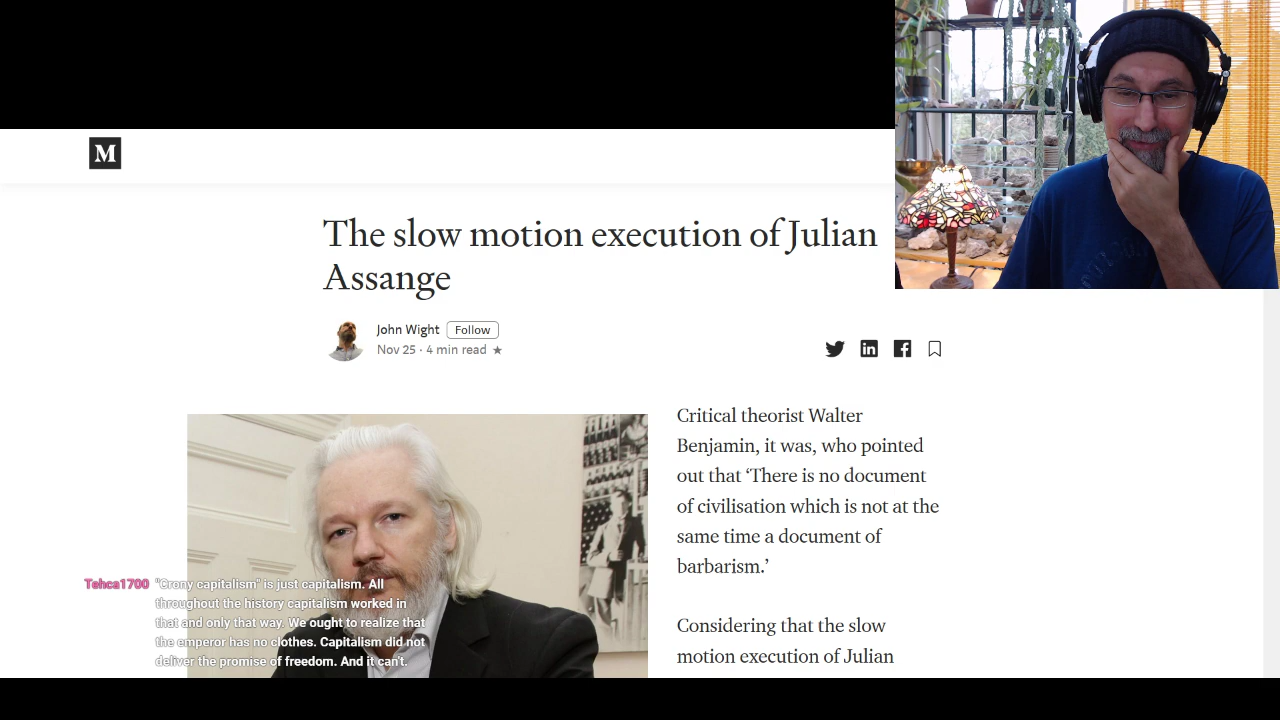 M
The slow motion execution of Julian
Assange
John Wight Follow
Nov 25 · 4 min read ★
Critical theorist Walter
Benjamin, it was, who pointed
out that ‘There is no document
of civilisation which is not at the
same time a document of
barbarism.’
Considering that the slow
motion execution of Julian
Tehca1700 "Crony capitalism" is just capitalism. All
throughout the history capitalism worked in
that and only that way. We ought to realize that
the emperor has no clothes. Capitalism did not
deliver the promise of freedom. And it can't.